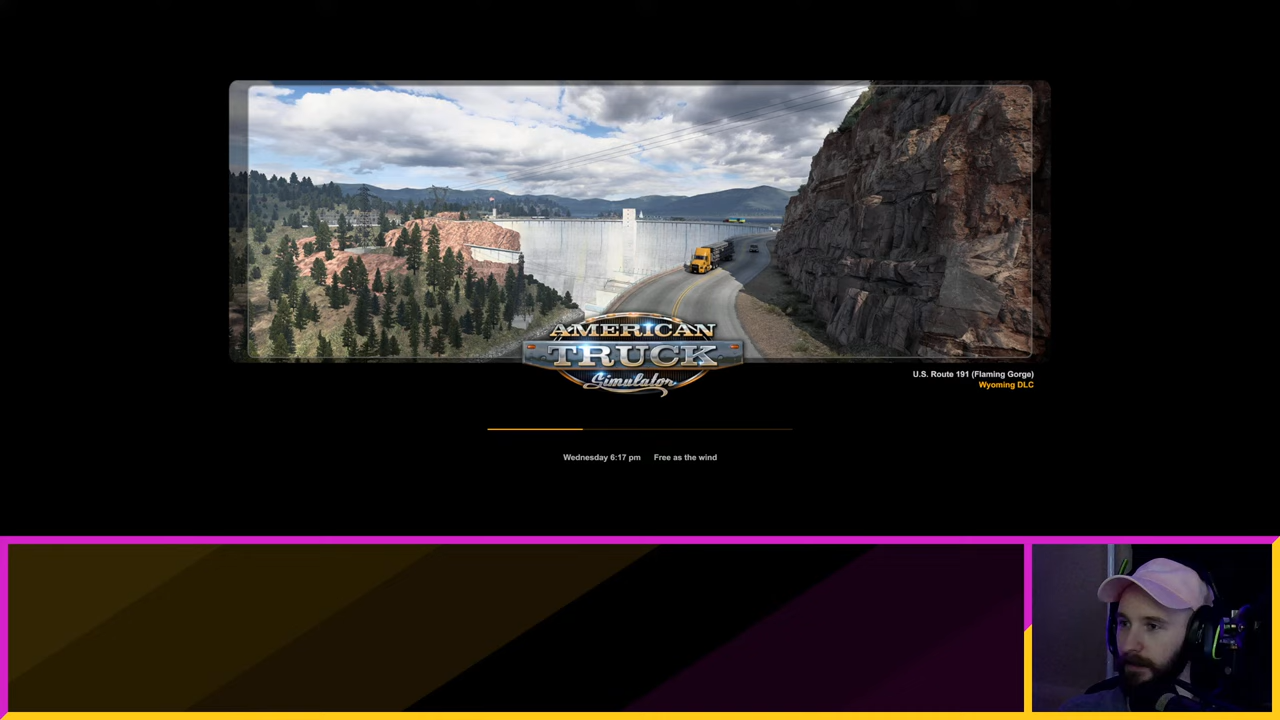 AMERICAN
TRUCK
Simulator
U.S. Route 191 (Flaming Gorge)
Wyoming DLC
Wednesday 6:17 pm Free as the wind